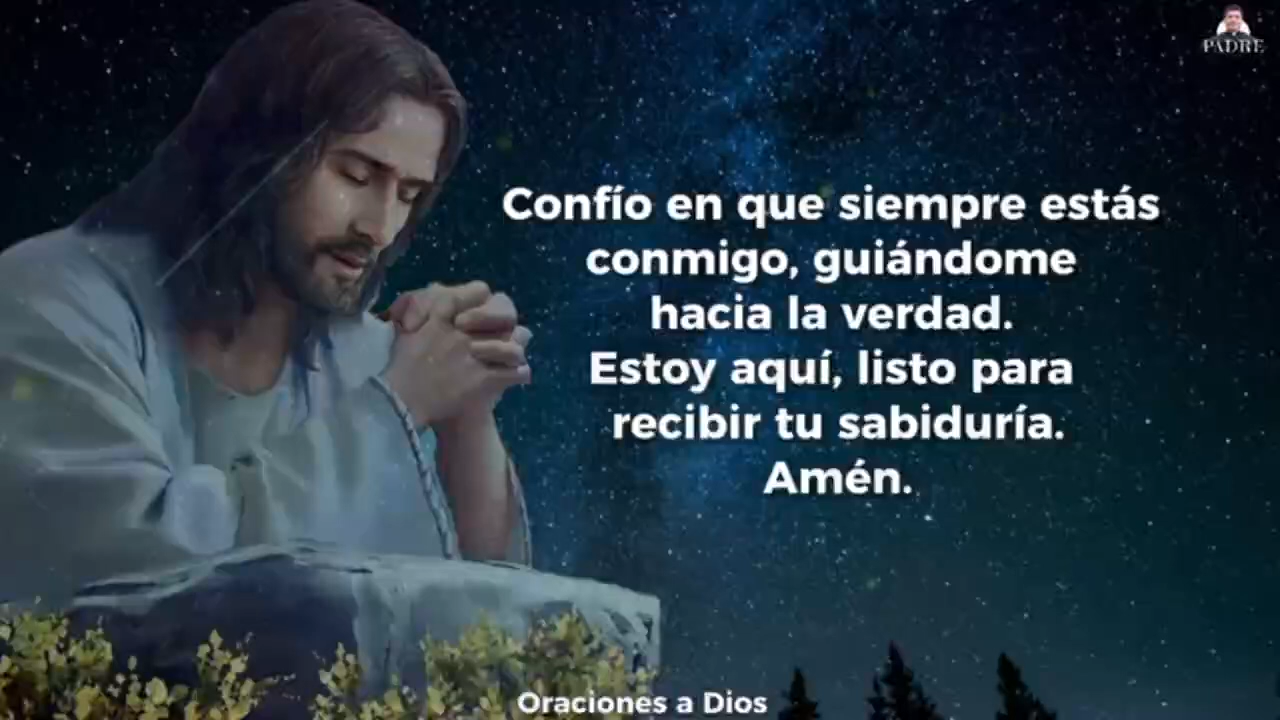 PADRE
Confío en que siempre estás
conmigo, guiándome
hacia la verdad.
Estoy aquí, listo para
recibir tu sabiduría.
Amén.
Oraciones a Dios